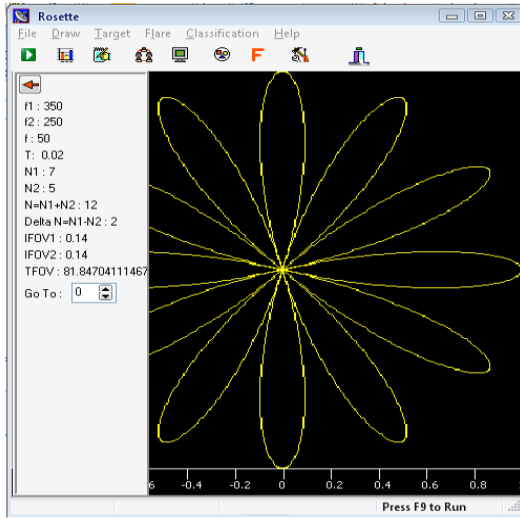 Rosette
File Draw Target Flare Classification Help
F
f1 : 350
f2 : 250
f : 50
T: 0.02
N1 : 7
N2 : 5
N=N1+N2 : 12
Delta N=N1-N2 : 2
IFOV1 : 0.14
IFOV2 : 0.14
TFOV : 81.84704111467
Go To : 0
6 -0.4 -0.2 0 0.2 0.4 0.6 0.8
Press F9 to Run